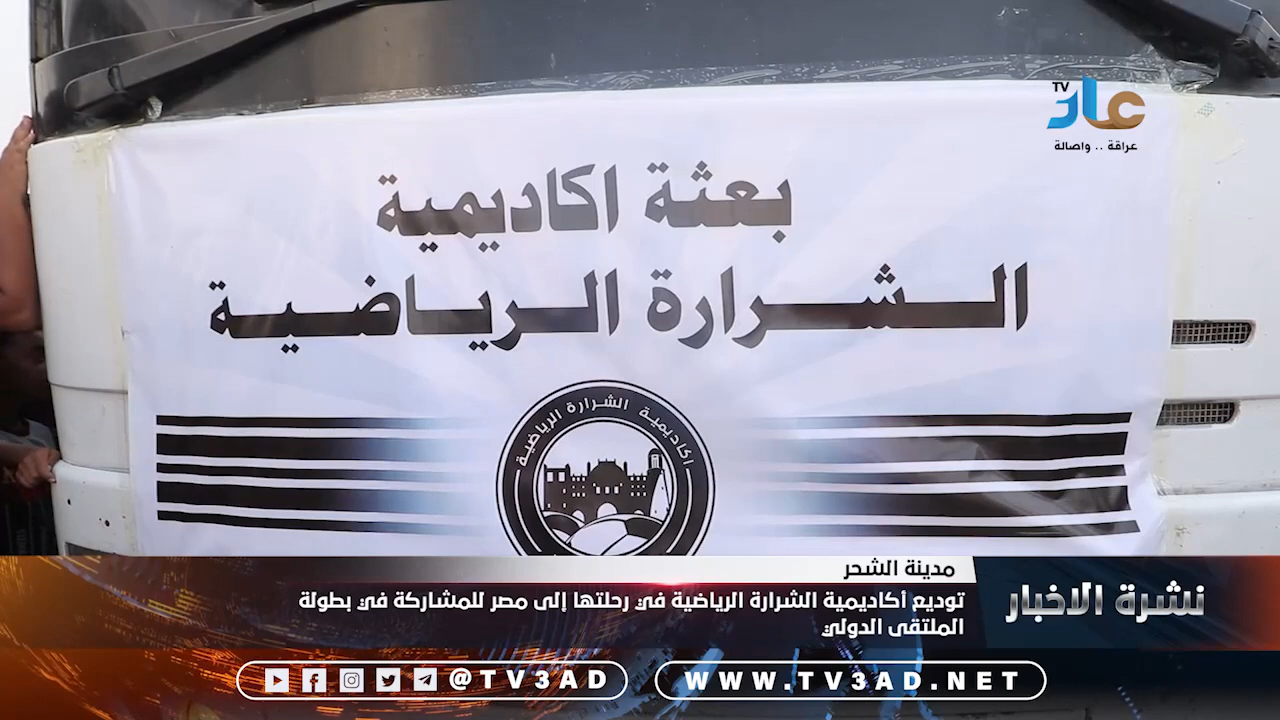 TV
عاد
عراقة .. واصالة
بعثة اكاديمية
الشرارة الرياضية
اكاديمية الشرارة الرياضية
مدينة الشحر
نشرة الاخبار
توديع أكاديمية الشرارة الرياضية في رحلتها إلى مصر للمشاركة في بطولة
الملتقى الدولي
@TV3AD
WWW.TV3AD.NET